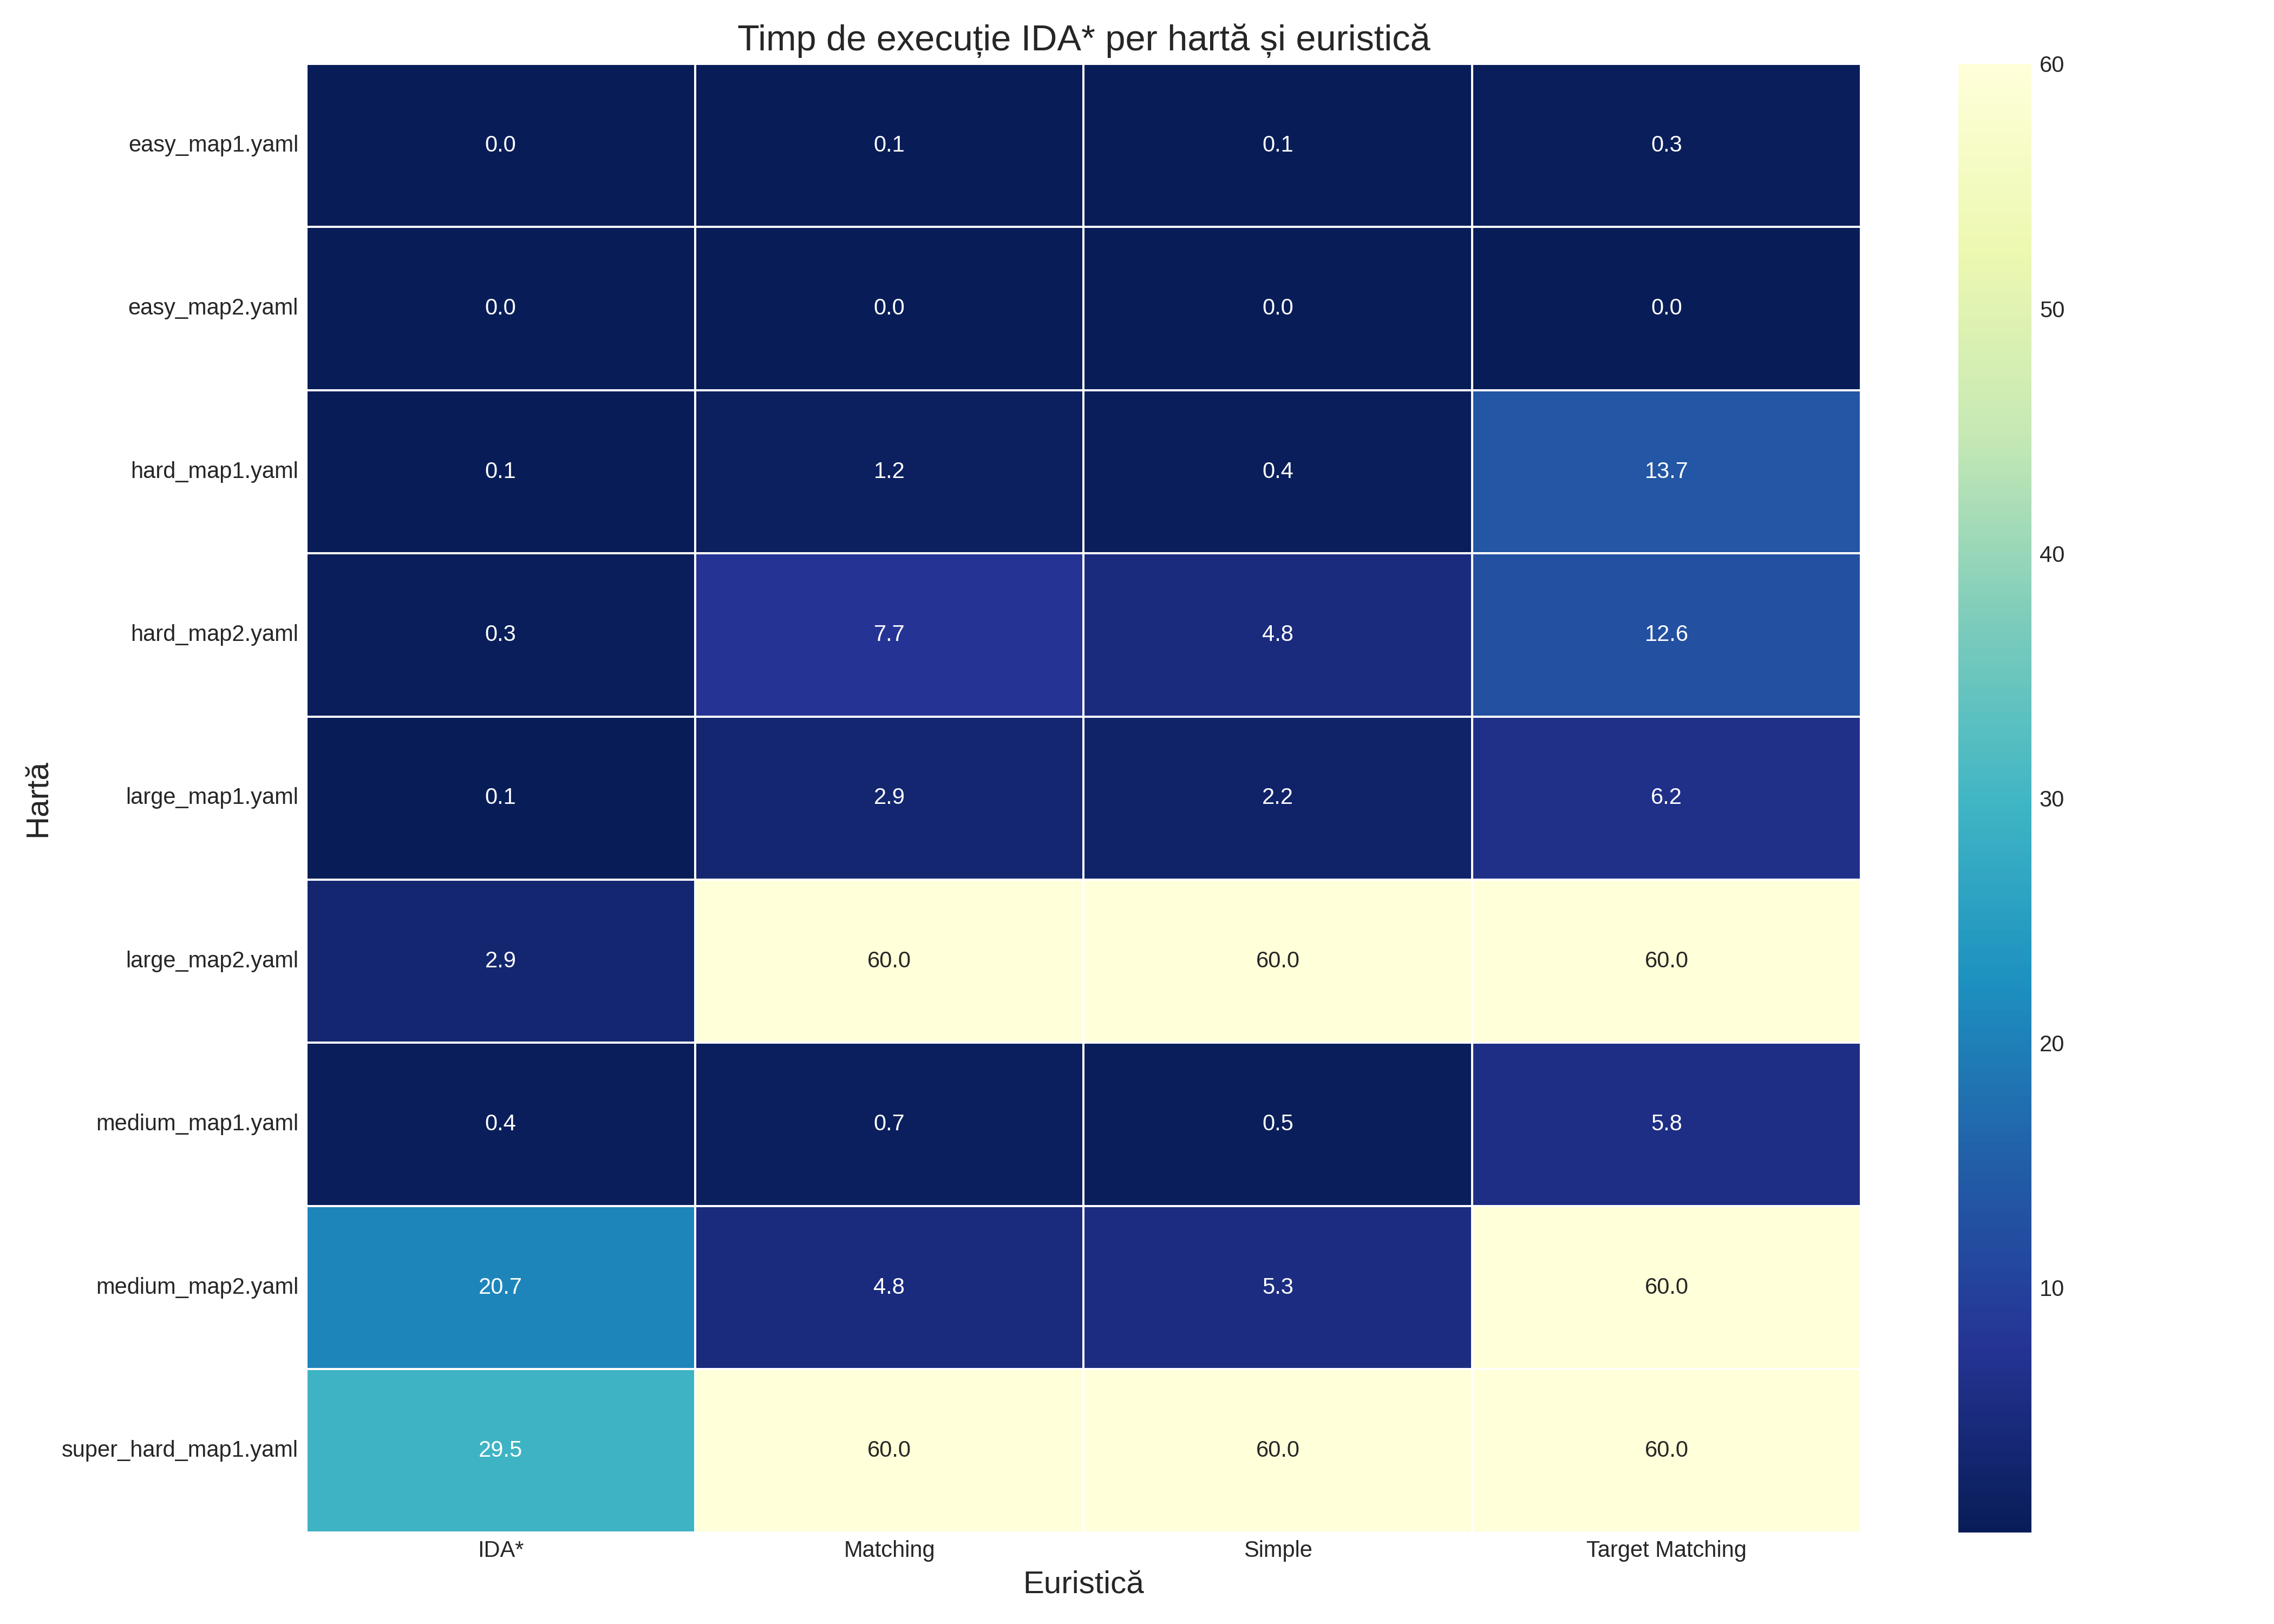 Timp de execuție IDA* per hartă și euristică
60
easy_map1.yaml 0.0 0.1 0.1 0.3
easy_map2.yaml 0.0 0.0 0.0 0.0
50
hard_map1.yaml 0.1 1.2 0.4 13.7
40
hard_map2.yaml 0.3 7.7 4.8 12.6
Hartă
large_map1.yaml 0.1 2.9 2.2 6.2
30
large_map2.yaml 2.9 60.0 60.0 60.0
20
medium_map1.yaml 0.4 0.7 0.5 5.8
medium_map2.yaml 20.7 4.8 5.3 60.0
10
super_hard_map1.yaml 29.5 60.0 60.0 60.0
IDA* Matching Simple Target Matching
Euristică